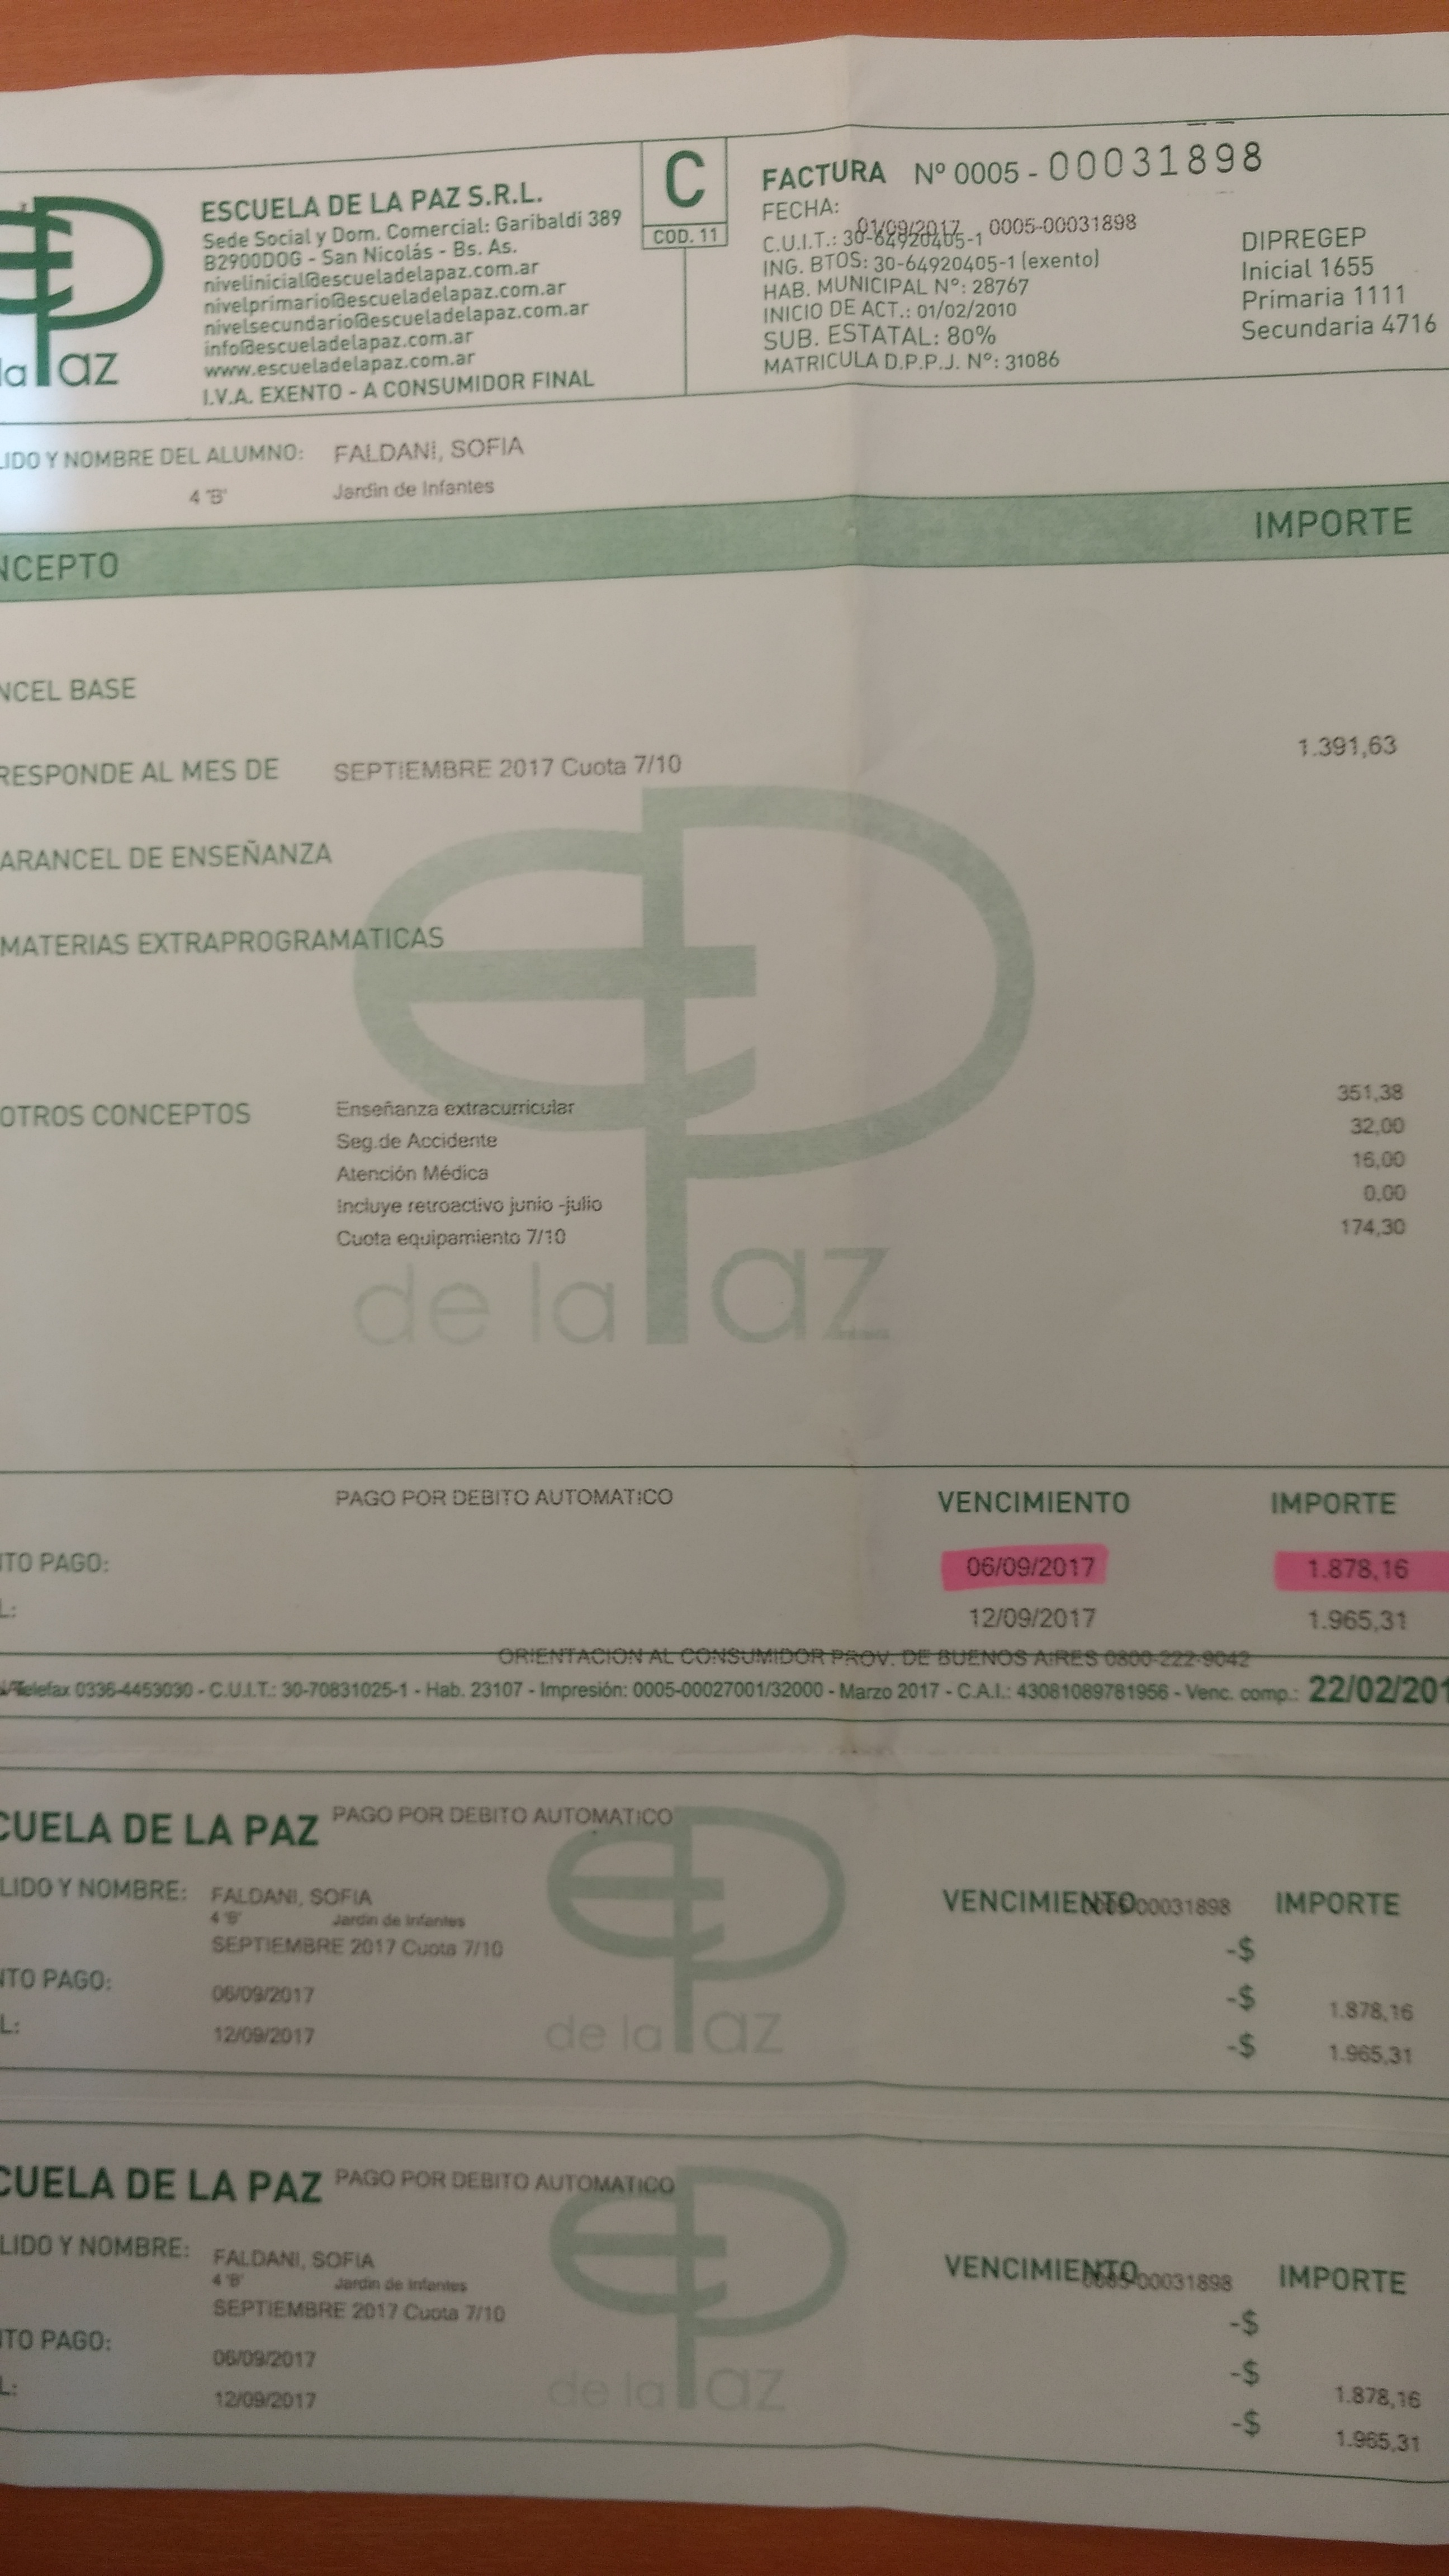 ESCUELA DE LA PAZ S.R.L.
Sede Social y Dom. Comercial: Garibaldi 389
B2900DOG - San Nicolás - Bs. As.
nivelinicial@escueladelapaz.com.ar
nivelprimario@escueladelapaz.com.ar
nivelsecundario@escueladelapaz.com.ar
info@escueladelapaz.com.ar
www.escueladelapaz.com.ar
I.V.A. EXENTO - A CONSUMIDOR FINAL
la Paz
C
COD. 11
FACTURA Nº 0005 - 00031898
FECHA:
01/09/2017 0005-00031898
C.U.I.T.: 30-64920405-1
ING. BTOS: 30-64920405-1 (exento)
HAB. MUNICIPAL N°: 28767
INICIO DE ACT.: 01/02/2010
SUB. ESTATAL: 80%
MATRICULA D.P.P.J. N°: 31086
DIPREGEP
Inicial 1655
Primaria 1111
Secundaria 4716
LIDO Y NOMBRE DEL ALUMNO: FALDANI, SOFIA
4 "B" Jardin de Infantes
NCEPTO IMPORTE
NCEL BASE
1.391,63
RESPONDE AL MES DE SEPTIEMBRE 2017 Cuota 7/10
ARANCEL DE ENSEÑANZA
MATERIAS EXTRAPROGRAMATICAS
OTROS CONCEPTOS Enseñanza extracurricular 351,38
Seg.de Accidente 32,00
Atención Médica 16,00
Incluye retroactivo junio -julio 0,00
Cuota equipamiento 7/10 174,30
de la Paz
PAGO POR DEBITO AUTOMATICO VENCIMIENTO IMPORTE
NTO PAGO: 06/09/2017 1.878,16
L: 12/09/2017 1.965,31
ORIENTACION AL CONSUMIDOR PROV. DE BUENOS AIRES 0800-222-9042
Telefax 0336-4453030 - C.U.I.T.: 30-70831025-1 - Hab. 23107 - Impresión: 0005-00027001/32000 - Marzo 2017 - C.A.I.: 43081089781956 - Venc. comp.: 22/02/201
CUELA DE LA PAZ PAGO POR DEBITO AUTOMATICO
LIDO Y NOMBRE: FALDANI, SOFIA VENCIMIENTO 0005-00031898 IMPORTE
4 "B" Jardin de Infantes
SEPTIEMBRE 2017 Cuota 7/10 -$
NTO PAGO: 06/09/2017 -$ 1.878,16
L: 12/09/2017 -$ 1.965,31
de la Paz
CUELA DE LA PAZ PAGO POR DEBITO AUTOMATICO
LIDO Y NOMBRE: FALDANI, SOFIA VENCIMIENTO 0005-00031898 IMPORTE
4 "B" Jardin de Infantes
SEPTIEMBRE 2017 Cuota 7/10 -$
NTO PAGO: 06/09/2017 -$ 1.878,16
L: 12/09/2017 -$ 1.965,31
de la Paz